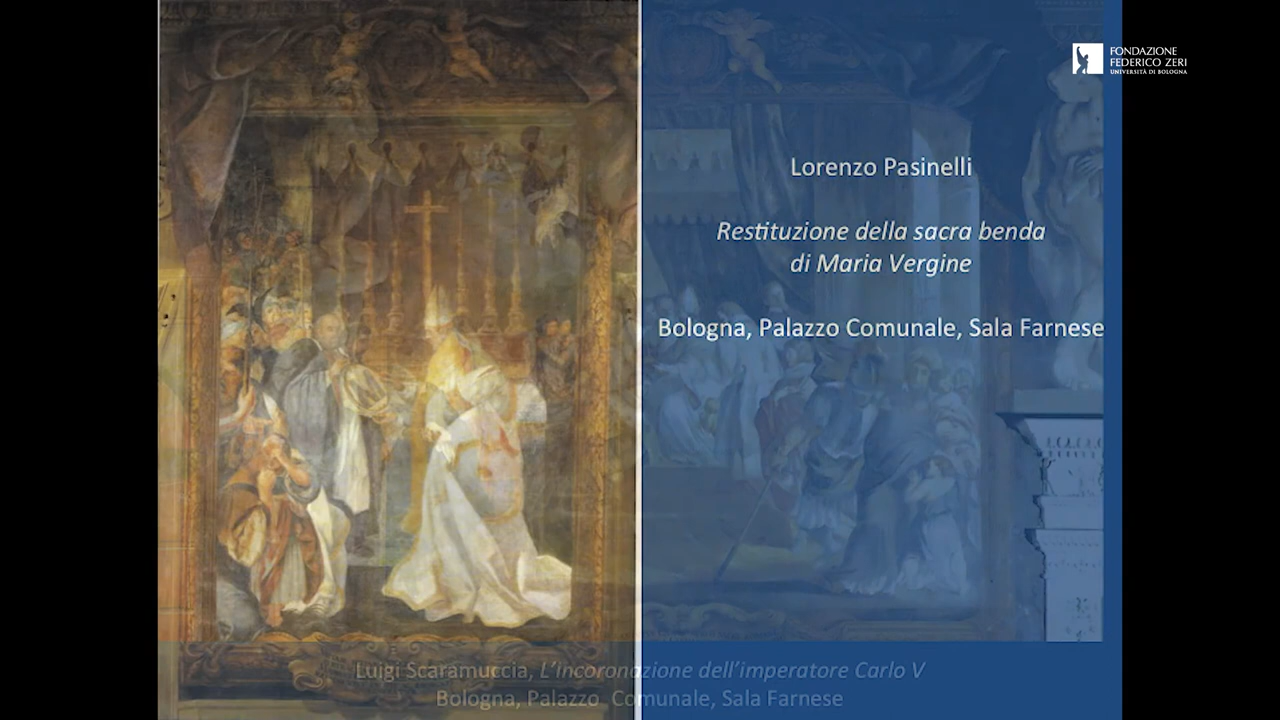 FONDAZIONE
FEDERICO ZERI
UNIVERSITÀ DI BOLOGNA
Lorenzo Pasinelli
Restituzione della sacra benda
di Maria Vergine
Bologna, Palazzo Comunale, Sala Farnese
Luigi Scaramuccia, L'incoronazione dell'imperatore Carlo V
Bologna, Palazzo Comunale, Sala Farnese